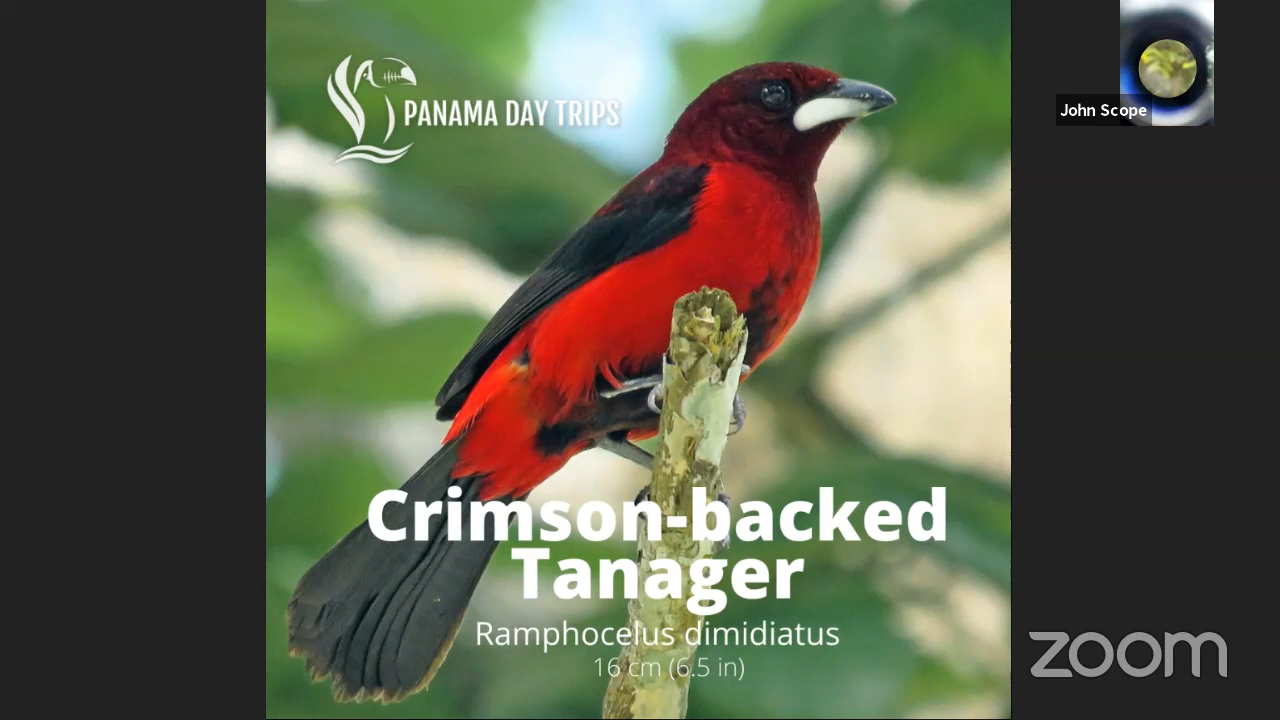 PANAMA DAY TRIPS
John Scope
Crimson-backed
Tanager
Ramphocelus dimidiatus
16 cm (6.5 in)
zoom